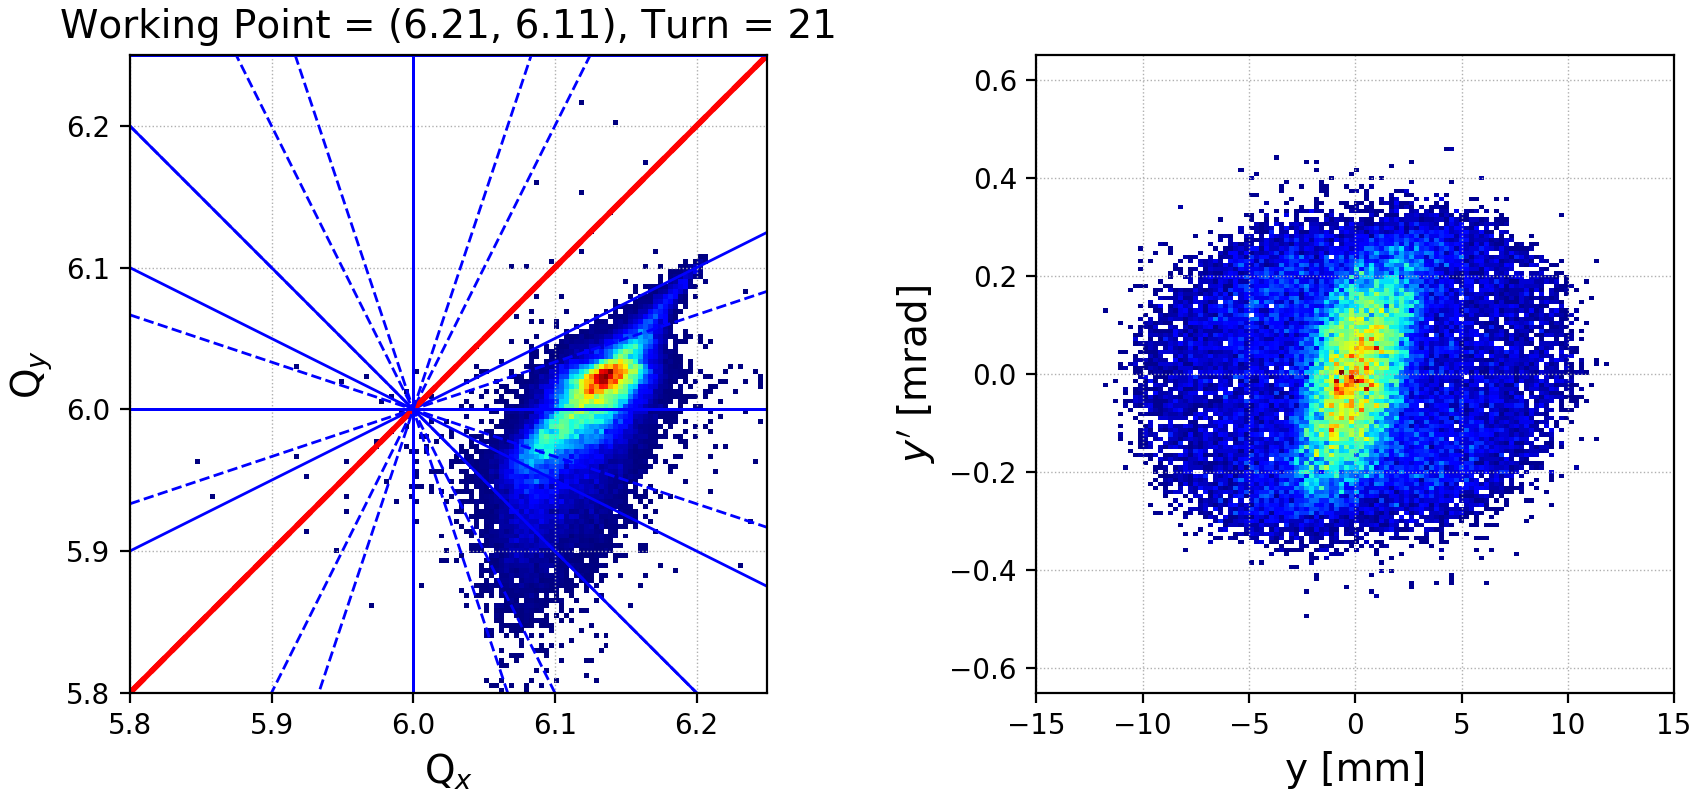 Working Point = (6.21, 6.11), Turn = 21
6.2
6.1
6.0
5.9
5.8
Q_y
5.8 5.9 6.0 6.1 6.2
Q_x
0.6
0.4
0.2
0.0
−0.2
−0.4
−0.6
y′ [mrad]
−15 −10 −5 0 5 10 15
y [mm]